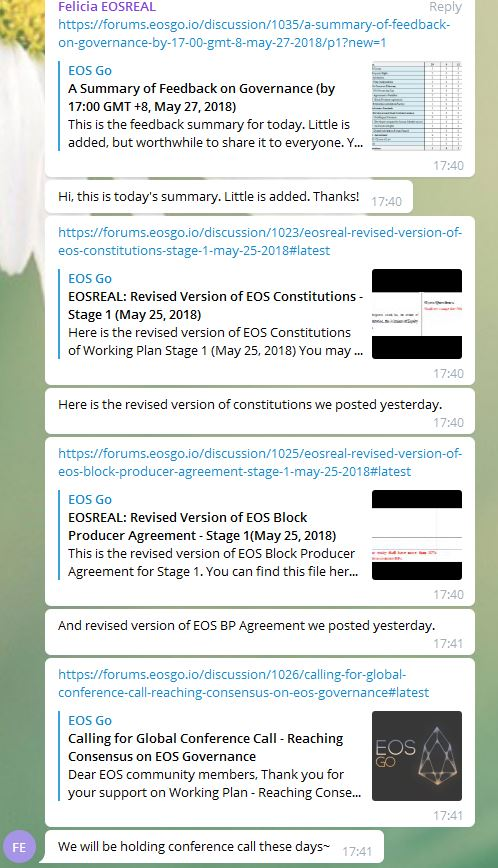 Felicia EOSREAL
Reply
https://forums.eosgo.io/discussion/1035/a-summary-of-feedback-
on-governance-by-17-00-gmt-8-may-27-2018/p1?new=1
EOS Go
A Summary of Feedback on Governance (by
17:00 GMT +8, May 27, 2018)
This is the feedback summary for today. Little is
added, but worthwhile to share it to everyone. Y...
17:40
Hi, this is today's summary. Little is added. Thanks!
17:40
https://forums.eosgo.io/discussion/1023/eosreal-revised-version-of-
eos-constitutions-stage-1-may-25-2018#latest
EOS Go
EOSREAL: Revised Version of EOS Constitutions -
Stage 1 (May 25, 2018)
Here is the revised version of EOS Constitutions
of Working Plan Stage 1 (May 25, 2018) You may ...
17:40
Here is the revised version of constitutions we posted yesterday.
17:40
https://forums.eosgo.io/discussion/1025/eosreal-revised-version-of-
eos-block-producer-agreement-stage-1-may-25-2018#latest
EOS Go
EOSREAL: Revised Version of EOS Block
Producer Agreement - Stage 1(May 25, 2018)
This is the revised version of EOS Block Producer
Agreement for Stage 1. You can find this file her...
17:40
And revised version of EOS BP Agreement we posted yesterday.
17:41
https://forums.eosgo.io/discussion/1026/calling-for-global-
conference-call-reaching-consensus-on-eos-governance#latest
EOS Go
Calling for Global Conference Call - Reaching
Consensus on EOS Governance
Dear EOS community members, Thank you for
your support on Working Plan - Reaching Conse...
EOS
GO
17:41
FE
We will be holding conference call these days~
17:41